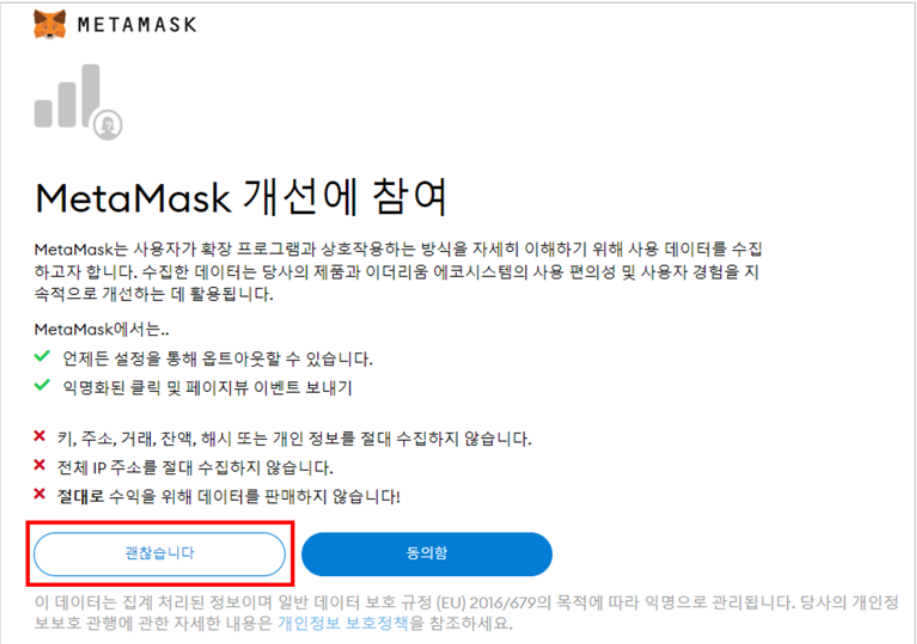 METAMASK
MetaMask 개선에 참여
MetaMask는 사용자가 확장 프로그램과 상호작용하는 방식을 자세히 이해하기 위해 사용 데이터를 수집
하고자 합니다. 수집한 데이터는 당사의 제품과 이더리움 에코시스템의 사용 편의성 및 사용자 경험을 지
속적으로 개선하는 데 활용됩니다.
MetaMask에서는..
언제든 설정을 통해 옵트아웃할 수 있습니다.
익명화된 클릭 및 페이지뷰 이벤트 보내기
키, 주소, 거래, 잔액, 해시 또는 개인 정보를 절대 수집하지 않습니다.
전체 IP 주소를 절대 수집하지 않습니다.
절대로 수익을 위해 데이터를 판매하지 않습니다!
괜찮습니다 동의함
이 데이터는 집계 처리된 정보이며 일반 데이터 보호 규정 (EU) 2016/679의 목적에 따라 익명으로 관리됩니다. 당사의 개인정
보보호 관행에 관한 자세한 내용은 개인정보 보호정책을 참조하세요.